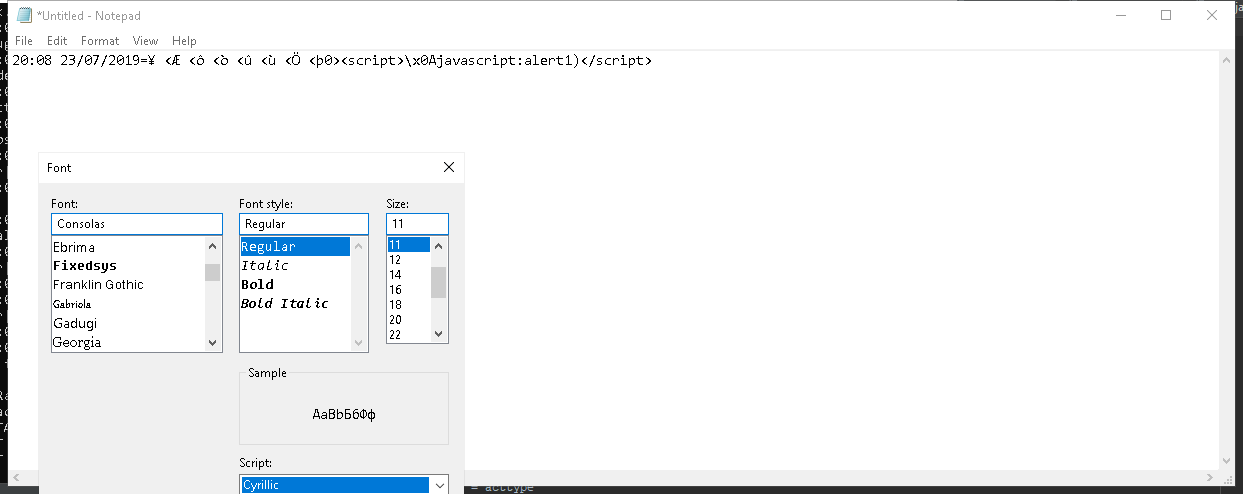 *Untitled - Notepad
File Edit Format View Help
20:08 23/07/2019=¥ <Æ <ô <ò <û <ù <Ö <þ0><script>\x0Ajavascript:alert1)</script>
Font
Font: Font style: Size:
Consolas Regular 11
Ebrima Regular 11
Fixedsys Italic 12
Franklin Gothic Bold 14
Gabriola Bold Italic 16
Gadugi 18
Georgia 20
22
Sample
AaBbБбФф
Script:
Cyrillic
= acctype